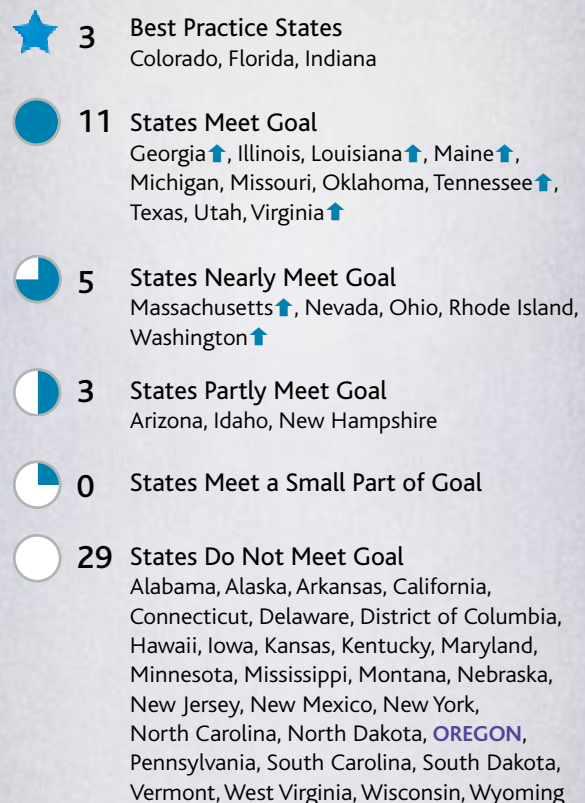 3 Best Practice States
Colorado, Florida, Indiana
11 States Meet Goal
Georgia⬆, Illinois, Louisiana⬆, Maine⬆,
Michigan, Missouri, Oklahoma, Tennessee⬆,
Texas, Utah, Virginia⬆
5 States Nearly Meet Goal
Massachusetts⬆, Nevada, Ohio, Rhode Island,
Washington⬆
3 States Partly Meet Goal
Arizona, Idaho, New Hampshire
0 States Meet a Small Part of Goal
29 States Do Not Meet Goal
Alabama, Alaska, Arkansas, California,
Connecticut, Delaware, District of Columbia,
Hawaii, Iowa, Kansas, Kentucky, Maryland,
Minnesota, Mississippi, Montana, Nebraska,
New Jersey, New Mexico, New York,
North Carolina, North Dakota, OREGON,
Pennsylvania, South Carolina, South Dakota,
Vermont, West Virginia, Wisconsin, Wyoming